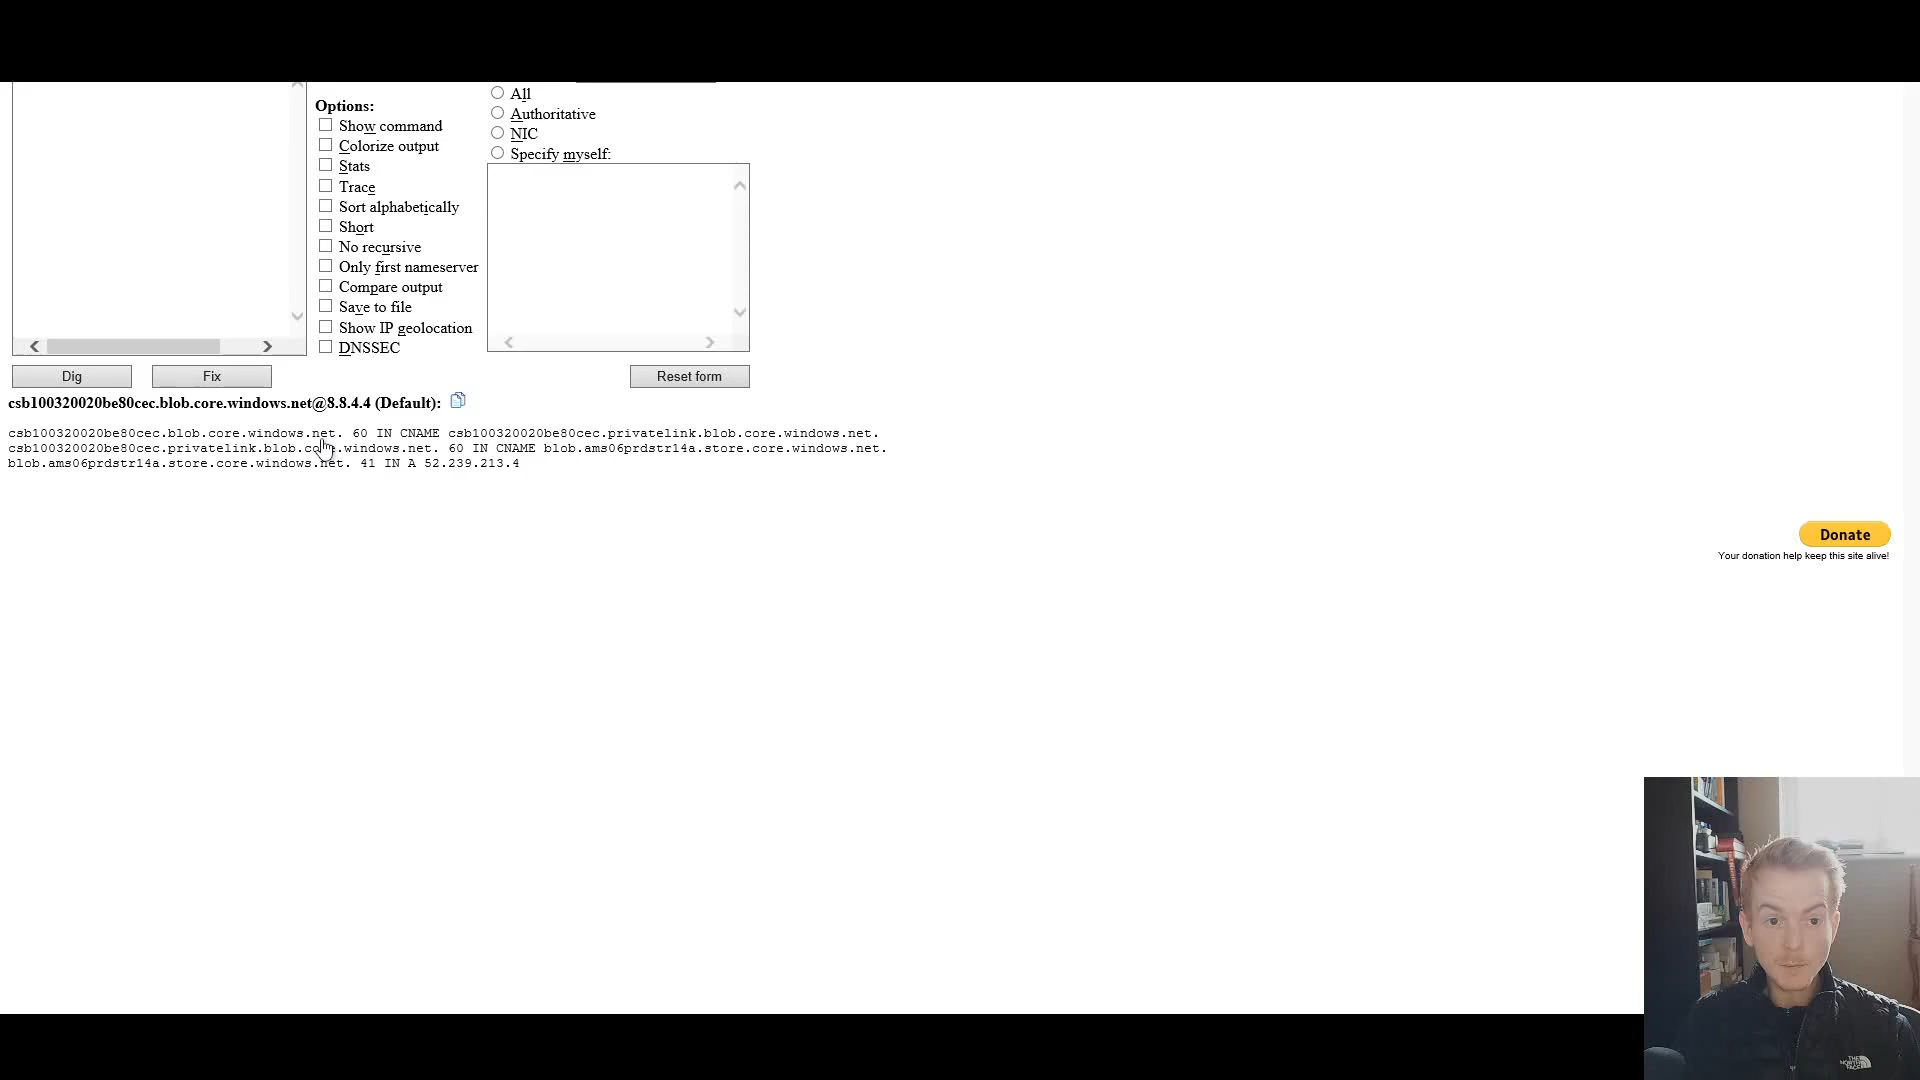 All
Options:
Authoritative
Show command
NIC
Colorize output
Specify myself:
Stats
Trace
Sort alphabetically
Short
No recursive
Only first nameserver
Compare output
Save to file
Show IP geolocation
DNSSEC
Dig Fix Reset form
csb100320020be80cec.blob.core.windows.net@8.8.4.4 (Default):
csb100320020be80cec.blob.core.windows.net. 60 IN CNAME csb100320020be80cec.privatelink.blob.core.windows.net.
csb100320020be80cec.privatelink.blob.core.windows.net. 60 IN CNAME blob.ams06prdstr14a.store.core.windows.net.
blob.ams06prdstr14a.store.core.windows.net. 41 IN A 52.239.213.4
Donate
Your donation help keep this site alive!
THE
NORTH
FACE